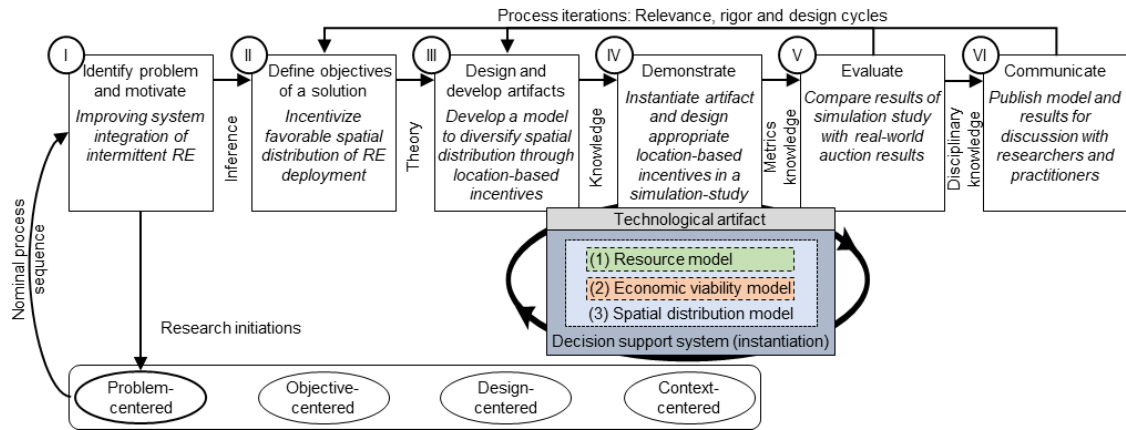 Process iterations: Relevance, rigor and design cycles
I
Identify problem
and motivate
Improving system
integration of
intermittent RE
Inference
II
Define objectives
of a solution
Incentivize
favorable spatial
distribution of RE
deployment
Theory
III
Design and
develop artifacts
Develop a model
to diversify spatial
distribution through
location-based
incentives
Knowledge
IV
Demonstrate
Instantiate artifact
and design
appropriate
location-based
incentives in a
simulation-study
Metrics
knowledge
V
Evaluate
Compare results of
simulation study
with real-world
auction results
Disciplinary
knowledge
VI
Communicate
Publish model and
results for
discussion with
researchers and
practitioners
Technological artifact
(1) Resource model
(2) Economic viability model
(3) Spatial distribution model
Decision support system (instantiation)
Nominal process
sequence
Research initiations
Problem-
centered
Objective-
centered
Design-
centered
Context-
centered